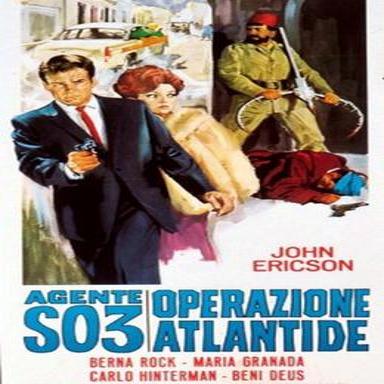 JOHN
ERICSON
AGENTE
S03
OPERAZIONE
ATLANTIDE
BERNA ROCK - MARIA GRANADA
CARLO HINTERMAN - BENI DEUS